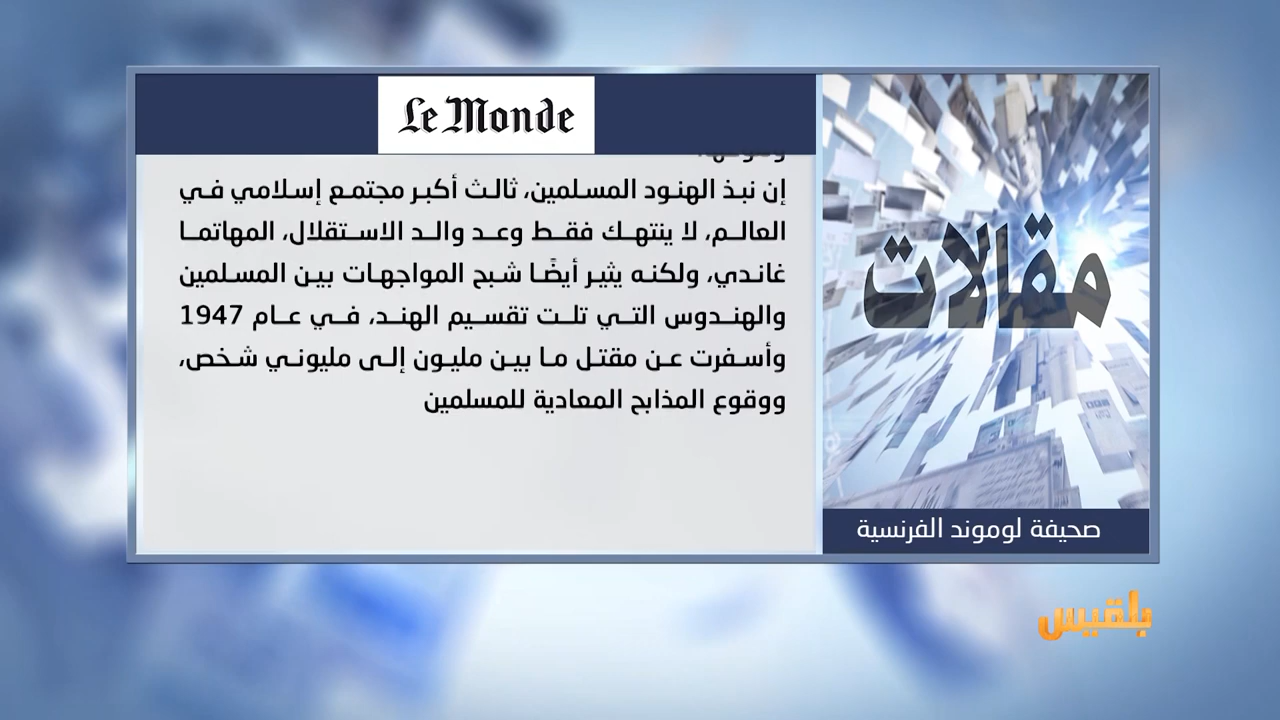 Le Monde
إن نبذ الهنود المسلمين، ثالث أكبر مجتمع إسلامي في
العالم، لا ينتهك فقط وعد والد الاستقلال، المهاتما
غاندي، ولكنه يثير أيضًا شبح المواجهات بين المسلمين
والهندوس التي تلت تقسيم الهند، في عام 1947
وأسفرت عن مقتل ما بين مليون إلى مليوني شخص،
ووقوع المذابح المعادية للمسلمين
مقالات
صحيفة لوموند الفرنسية
بلقيس